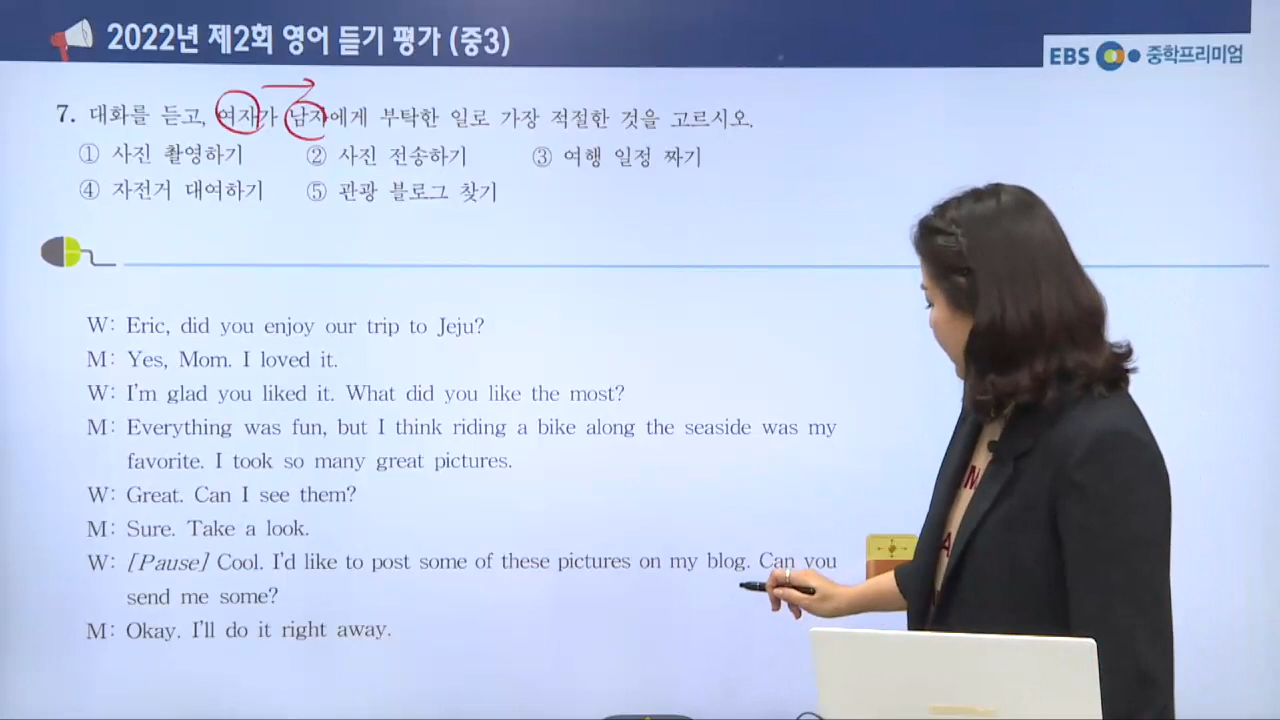 2022년 제2회 영어 듣기 평가 (중3)
EBS 중학프리미엄
7. 대화를 듣고, 여자가 남자에게 부탁한 일로 가장 적절한 것을 고르시오.
① 사진 촬영하기 ② 사진 전송하기 ③ 여행 일정 짜기
④ 자전거 대여하기 ⑤ 관광 블로그 찾기
W: Eric, did you enjoy our trip to Jeju?
M: Yes, Mom. I loved it.
W: I'm glad you liked it. What did you like the most?
M: Everything was fun, but I think riding a bike along the seaside was my
favorite. I took so many great pictures.
W: Great. Can I see them?
M: Sure. Take a look.
W: [Pause] Cool. I'd like to post some of these pictures on my blog. Can you
send me some?
M: Okay. I'll do it right away.